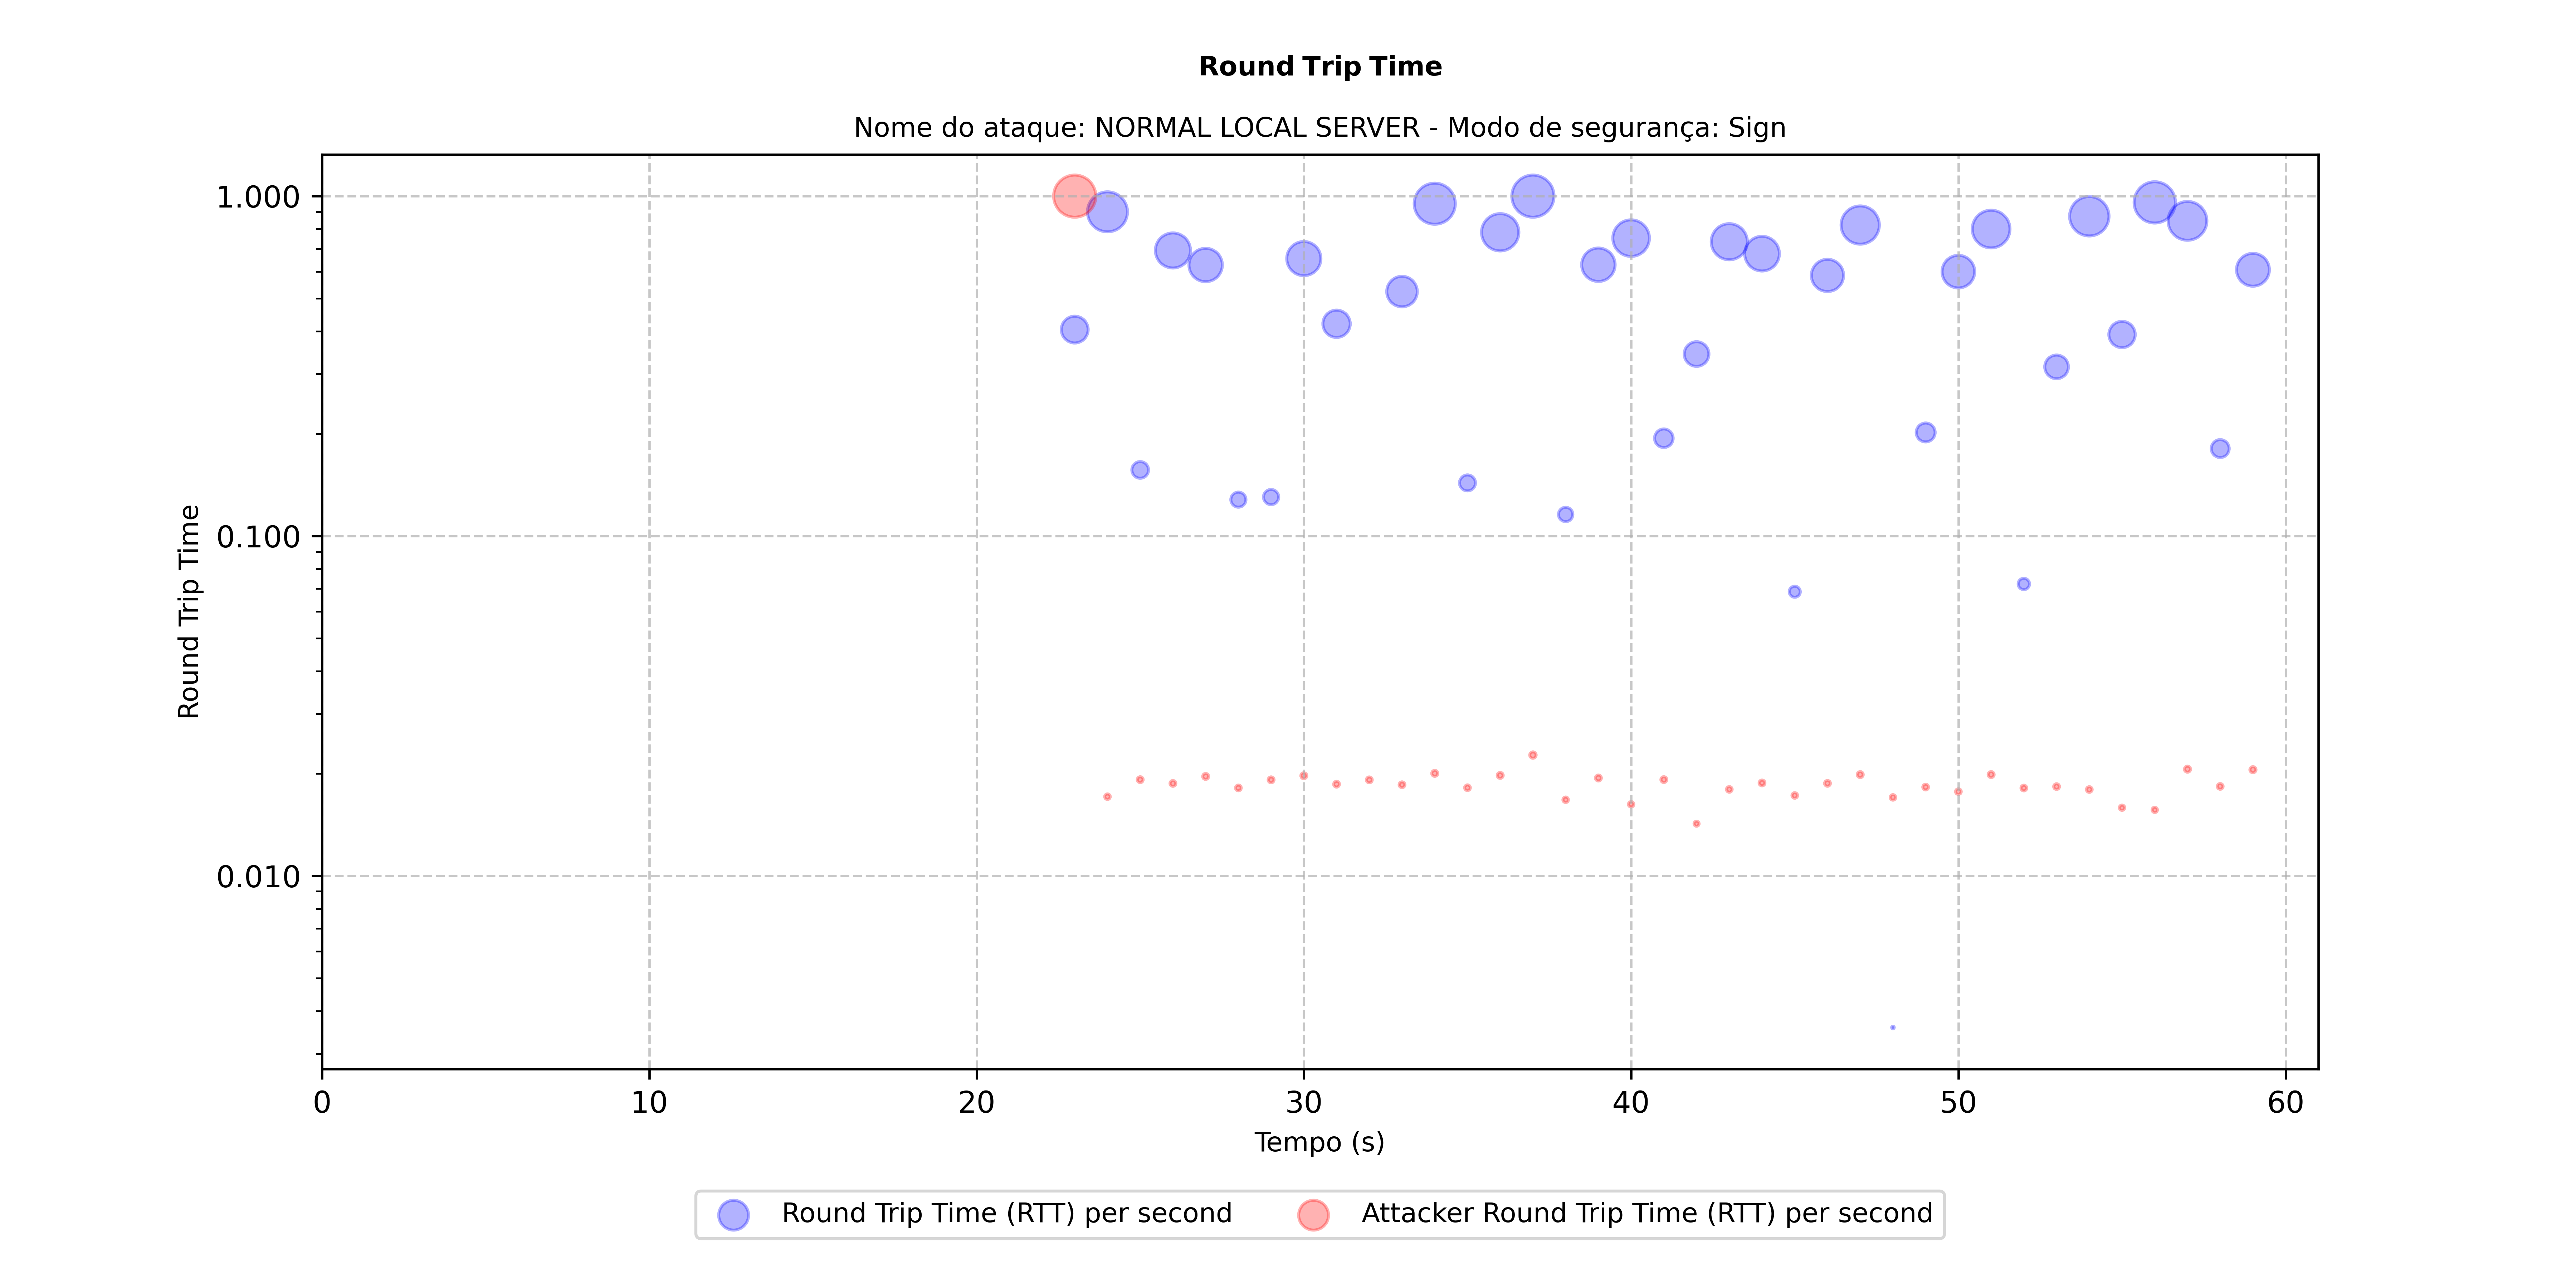 Round Trip Time
Nome do ataque: NORMAL LOCAL SERVER - Modo de segurança: Sign
Round Trip Time
1.000
0.100
0.010
0 10 20 30 40 50 60
Tempo (s)
Round Trip Time (RTT) per second Attacker Round Trip Time (RTT) per second